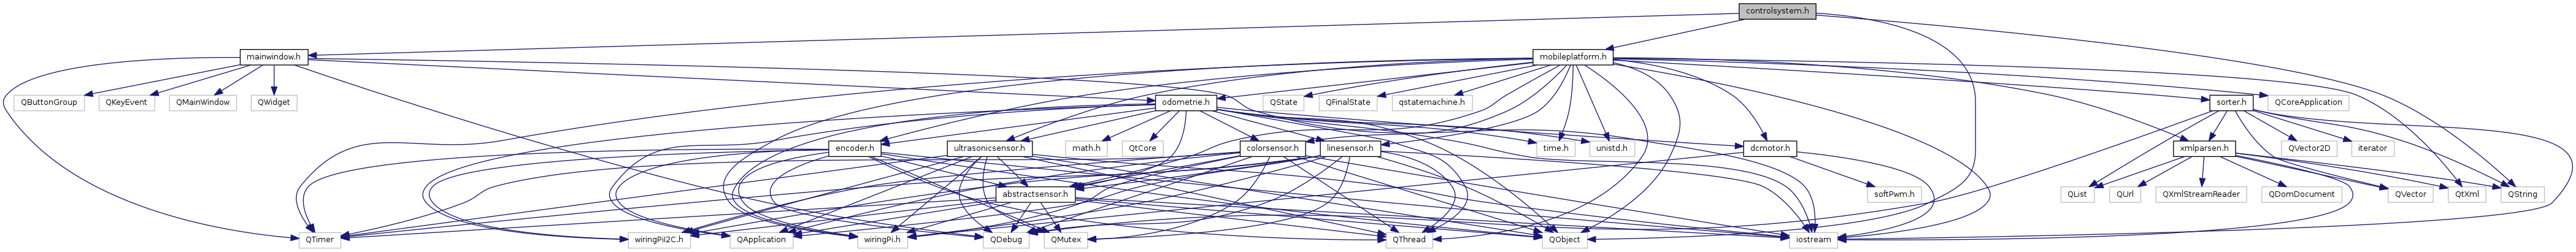 controlsystem.h
mainwindow.h
mobileplatform.h
QButtonGroup
QKeyEvent
QMainWindow
QWidget
odometrie.h
QState
QFinalState
qstatemachine.h
sorter.h
QCoreApplication
encoder.h
ultrasonicsensor.h
math.h
QtCore
colorsensor.h
linesensor.h
time.h
unistd.h
dcmotor.h
xmlparsen.h
QVector2D
iterator
abstractsensor.h
softPwm.h
QList
QUrl
QXmlStreamReader
QDomDocument
QVector
QtXml
QString
QTimer
wiringPiI2C.h
QApplication
wiringPi.h
QDebug
QMutex
QThread
QObject
iostream